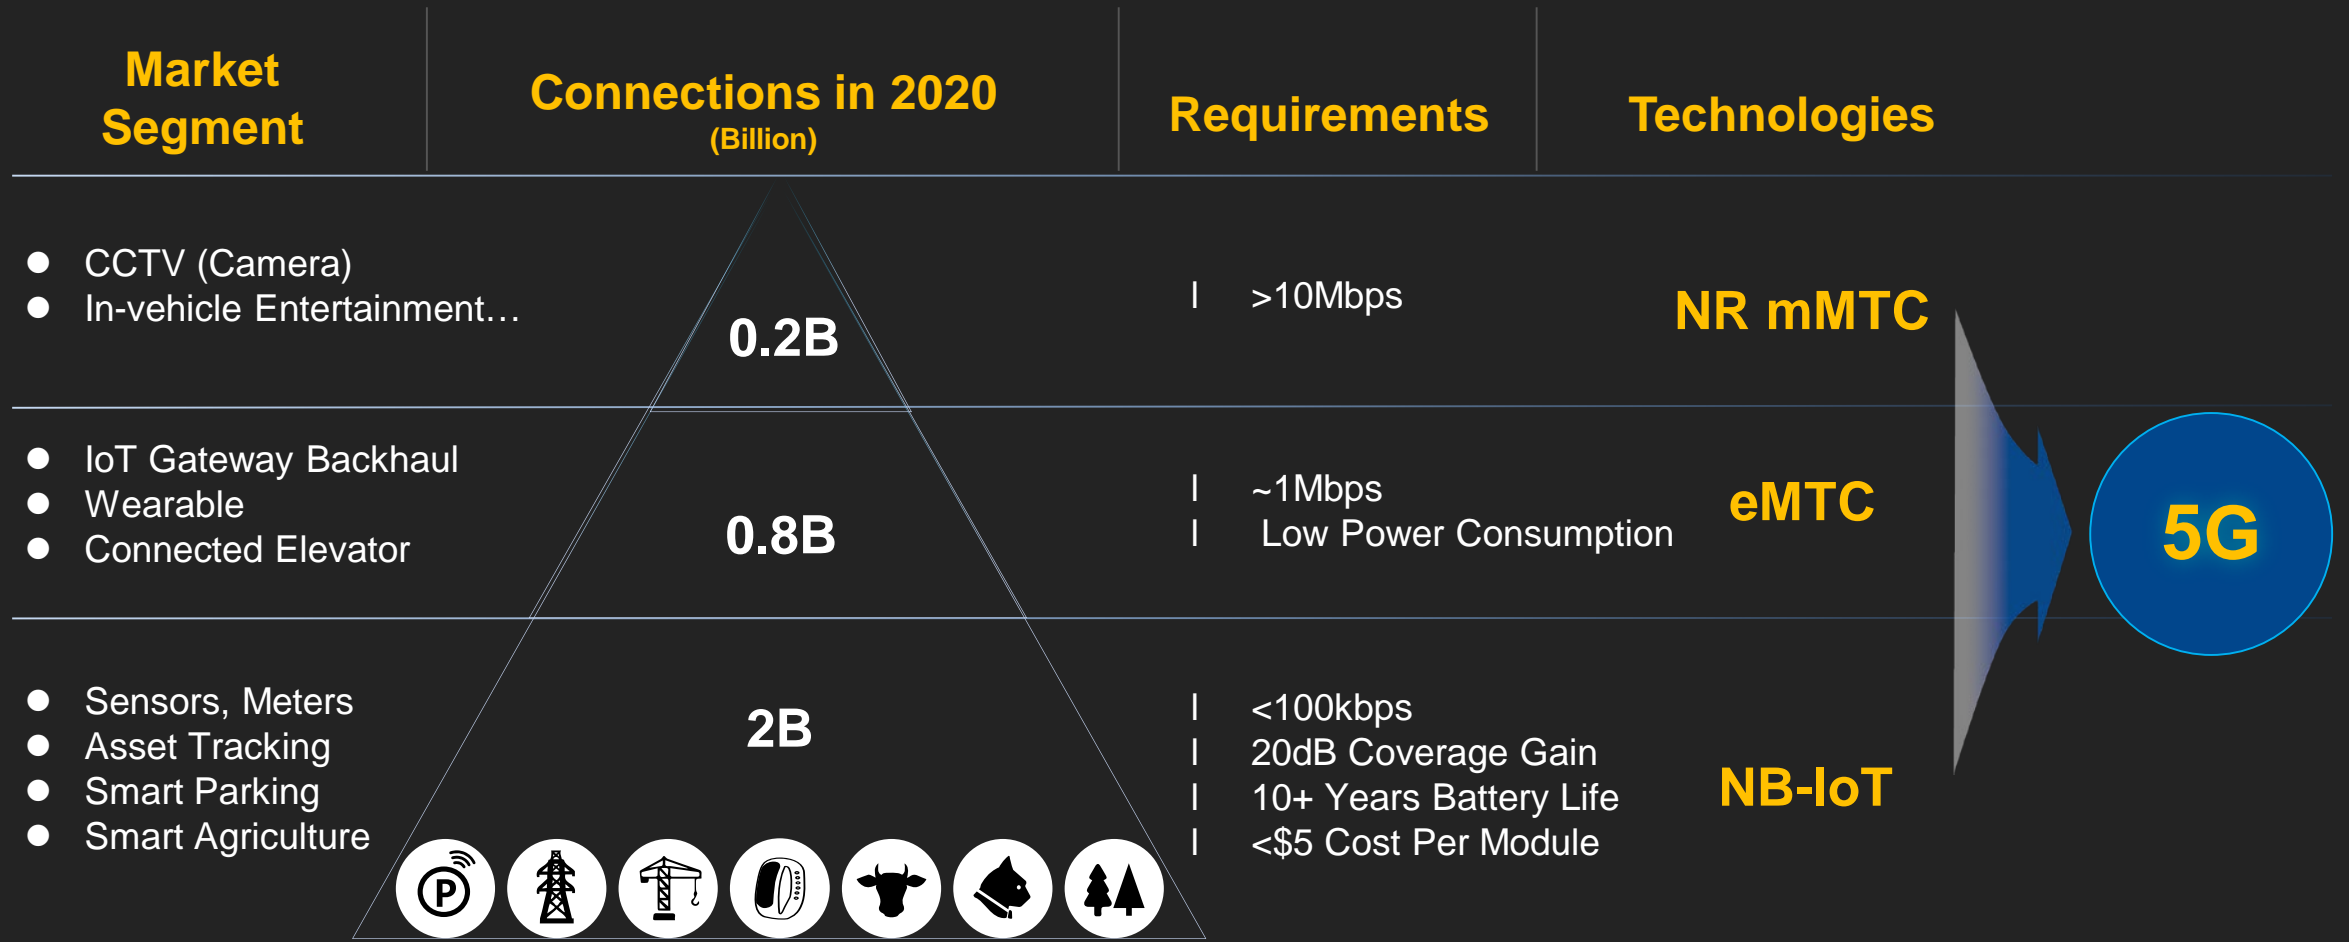 Market
Segment
Connections in 2020
(Billion)
Requirements
Technologies
● CCTV (Camera)
● In-vehicle Entertainment…
0.2B
l >10Mbps
NR mMTC
● IoT Gateway Backhaul
● Wearable
● Connected Elevator
0.8B
l ~1Mbps
l Low Power Consumption
eMTC
5G
● Sensors, Meters
● Asset Tracking
● Smart Parking
● Smart Agriculture
2B
l <100kbps
l 20dB Coverage Gain
l 10+ Years Battery Life
l <$5 Cost Per Module
NB-IoT
P